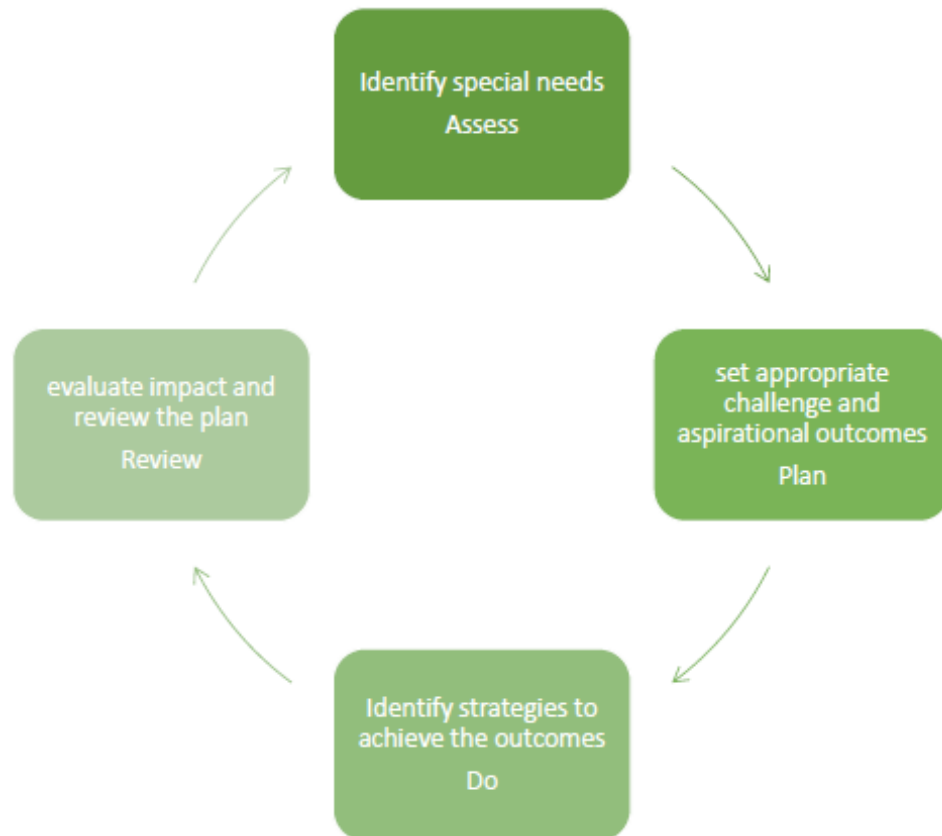 Identify special needs
Assess
set appropriate
challenge and
aspirational outcomes
Plan
Identify strategies to
achieve the outcomes
Do
evaluate impact and
review the plan
Review